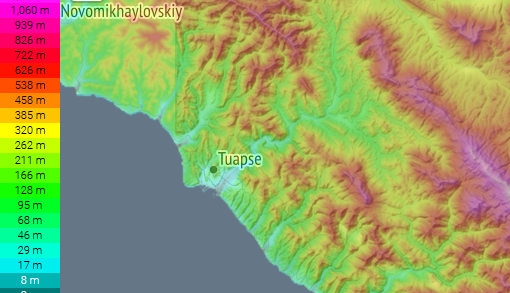 Novomikhaylovskiy
1,060 m
939 m
826 m
722 m
626 m
538 m
458 m
385 m
320 m
262 m
211 m
166 m
128 m
95 m
68 m
46 m
29 m
17 m
8 m
Tuapse